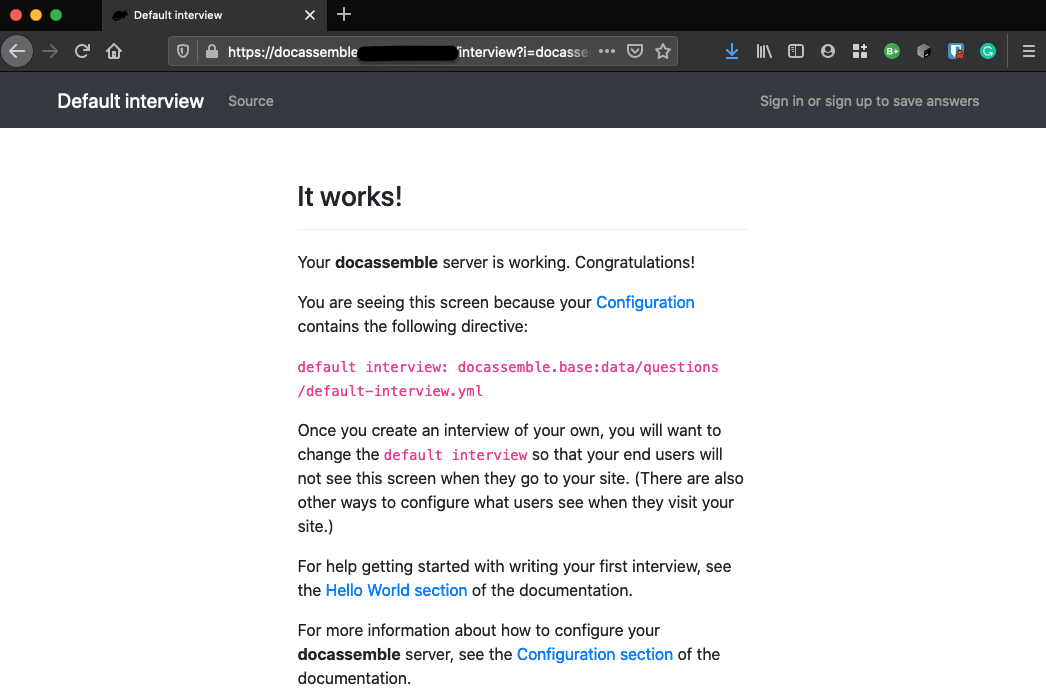 Default interview
https://docassemble /interview?i=docasse
Default interview Source Sign in or sign up to save answers
It works!
Your docassemble server is working. Congratulations!
You are seeing this screen because your Configuration
contains the following directive:
default interview: docassemble.base:data/questions
/default-interview.yml
Once you create an interview of your own, you will want to
change the default interview so that your end users will
not see this screen when they go to your site. (There are also
other ways to configure what users see when they visit your
site.)
For help getting started with writing your first interview, see
the Hello World section of the documentation.
For more information about how to configure your
docassemble server, see the Configuration section of the
documentation.